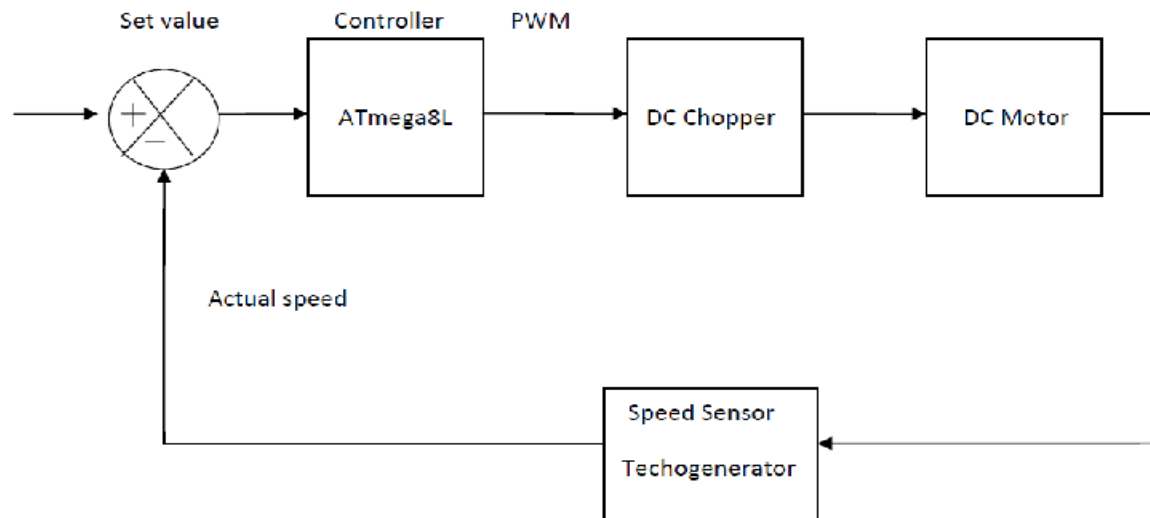 Set value
Controller
PWM
+
−
ATmega8L
DC Chopper
DC Motor
Actual speed
Speed Sensor
Techogenerator